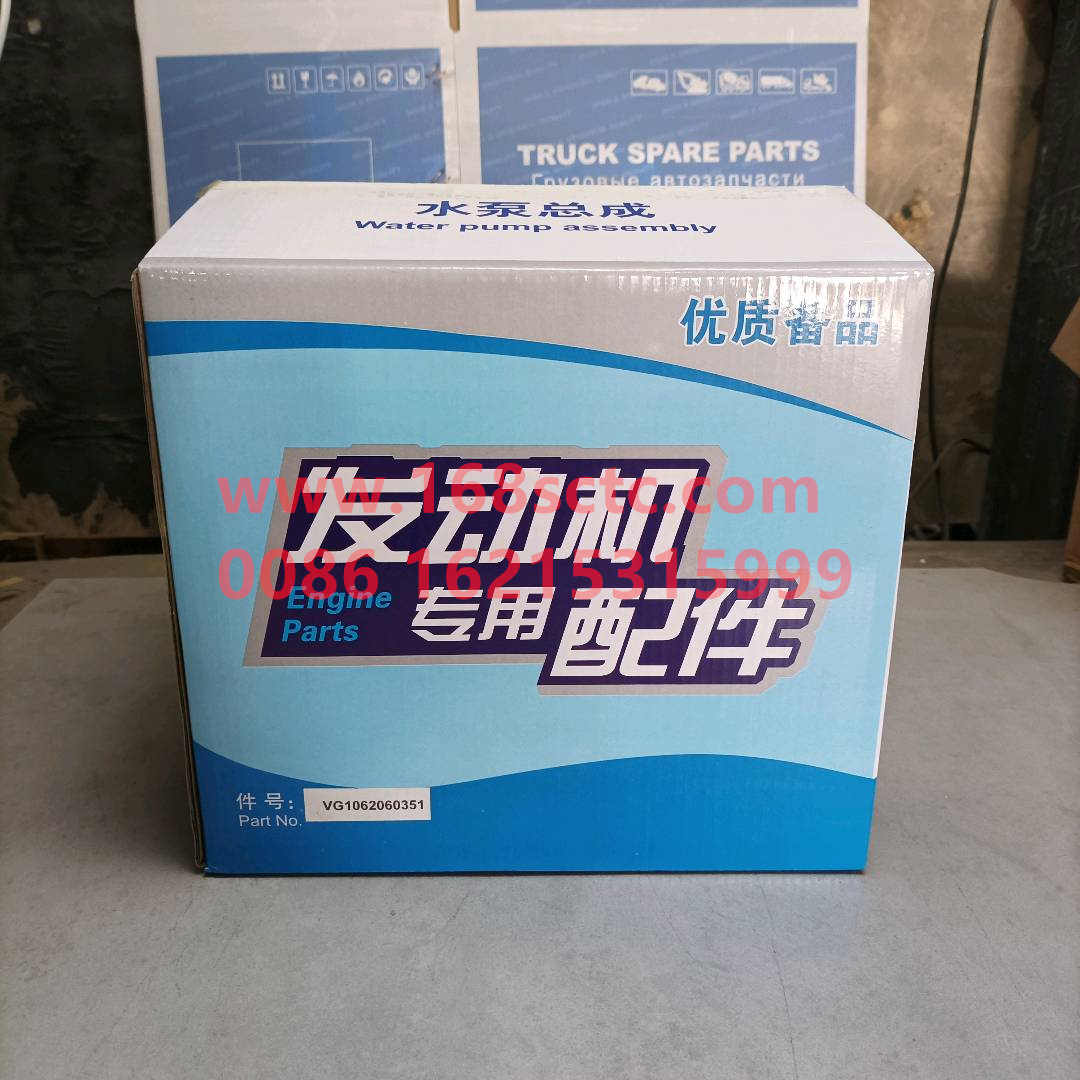 TRUCK SPARE PARTS
Грузовые автозапчасти
水泵总成
Water pump assembly
优质备品
www.168sctc.com
发动机
0086 16215315999
Engine
Parts
专用
配件
件号:
Part No.
VG1062060351